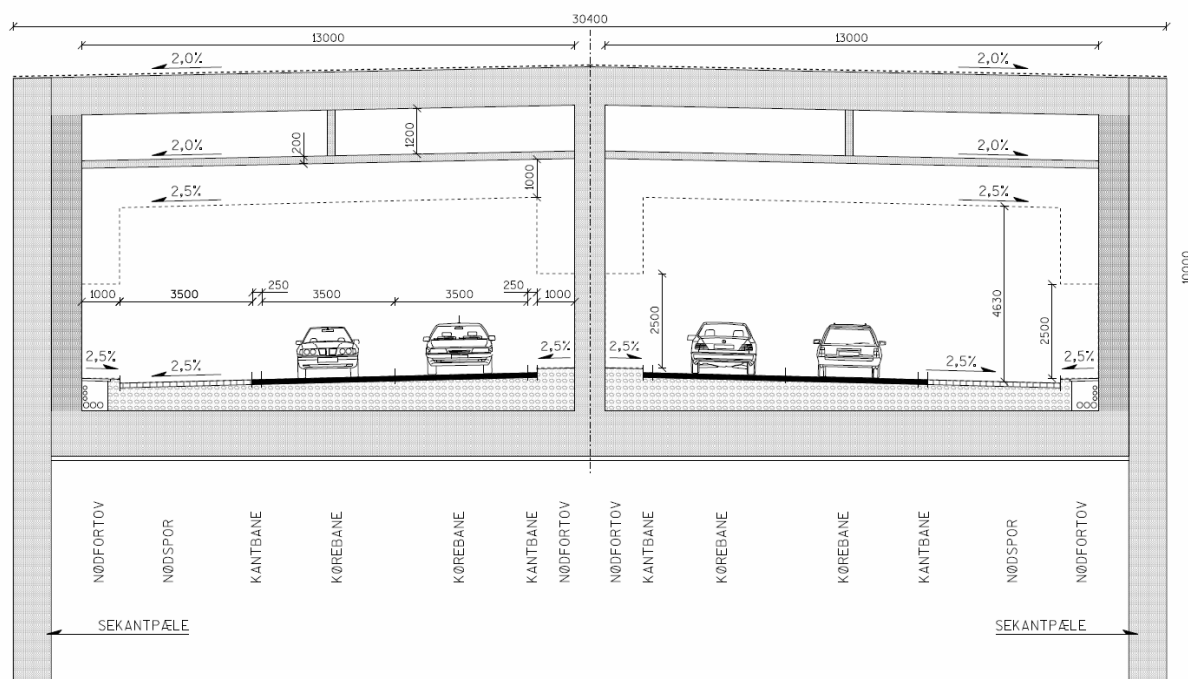 30400
13000
13000
2,0%
2,0%
200
1200
2,0%
2,0%
1000
2,5%
2,5%
10000
1000
3500
250
3500
3500
250
1000
2500
4630
2500
2,5%
2,5%
2,5%
2,5%
2,5%
2,5%
NØDFORTOV
NØDSPOR
KANTBANE
KØREBANE
KØREBANE
KANTBANE
NØDFORTOV
NØDFORTOV
KANTBANE
KØREBANE
KØREBANE
KANTBANE
NØDSPOR
NØDFORTOV
SEKANTPÆLE
SEKANTPÆLE